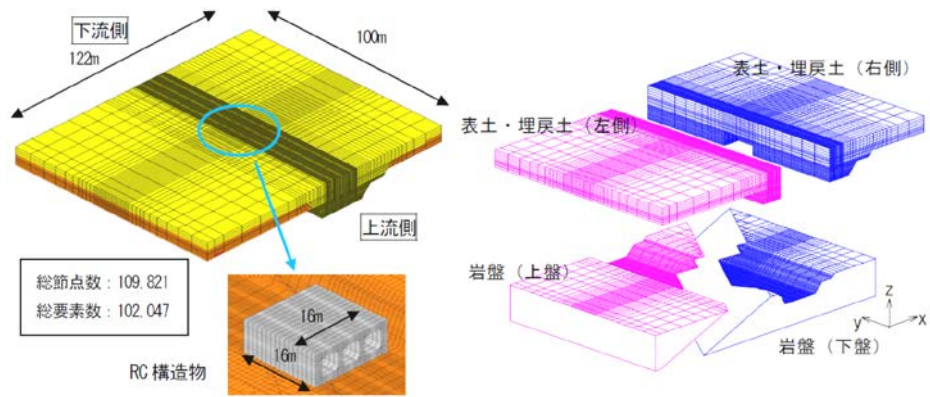 下流側
122m
100m
上流側
総節点数：109,821
総要素数：102,047
16m
16m
RC構造物
表土・埋戻土（右側）
表土・埋戻土（左側）
岩盤（上盤）
岩盤（下盤）
z
y
x